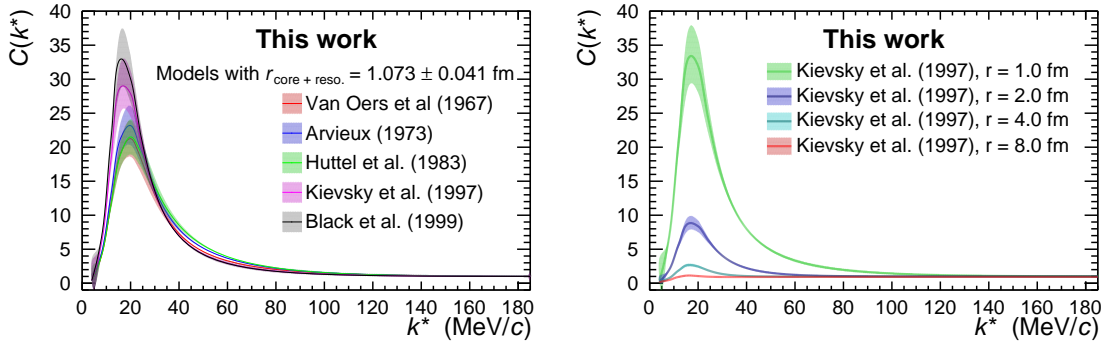 C(k*)
40
35
30
25
20
15
10
5
0
This work
Models with r core + reso. = 1.073 ± 0.041 fm
Van Oers et al (1967)
Arvieux (1973)
Huttel et al. (1983)
Kievsky et al. (1997)
Black et al. (1999)
0 20 40 60 80 100 120 140 160 180
k* (MeV/c)
C(k*)
40
35
30
25
20
15
10
5
0
This work
Kievsky et al. (1997), r = 1.0 fm
Kievsky et al. (1997), r = 2.0 fm
Kievsky et al. (1997), r = 4.0 fm
Kievsky et al. (1997), r = 8.0 fm
0 20 40 60 80 100 120 140 160 180
k* (MeV/c)